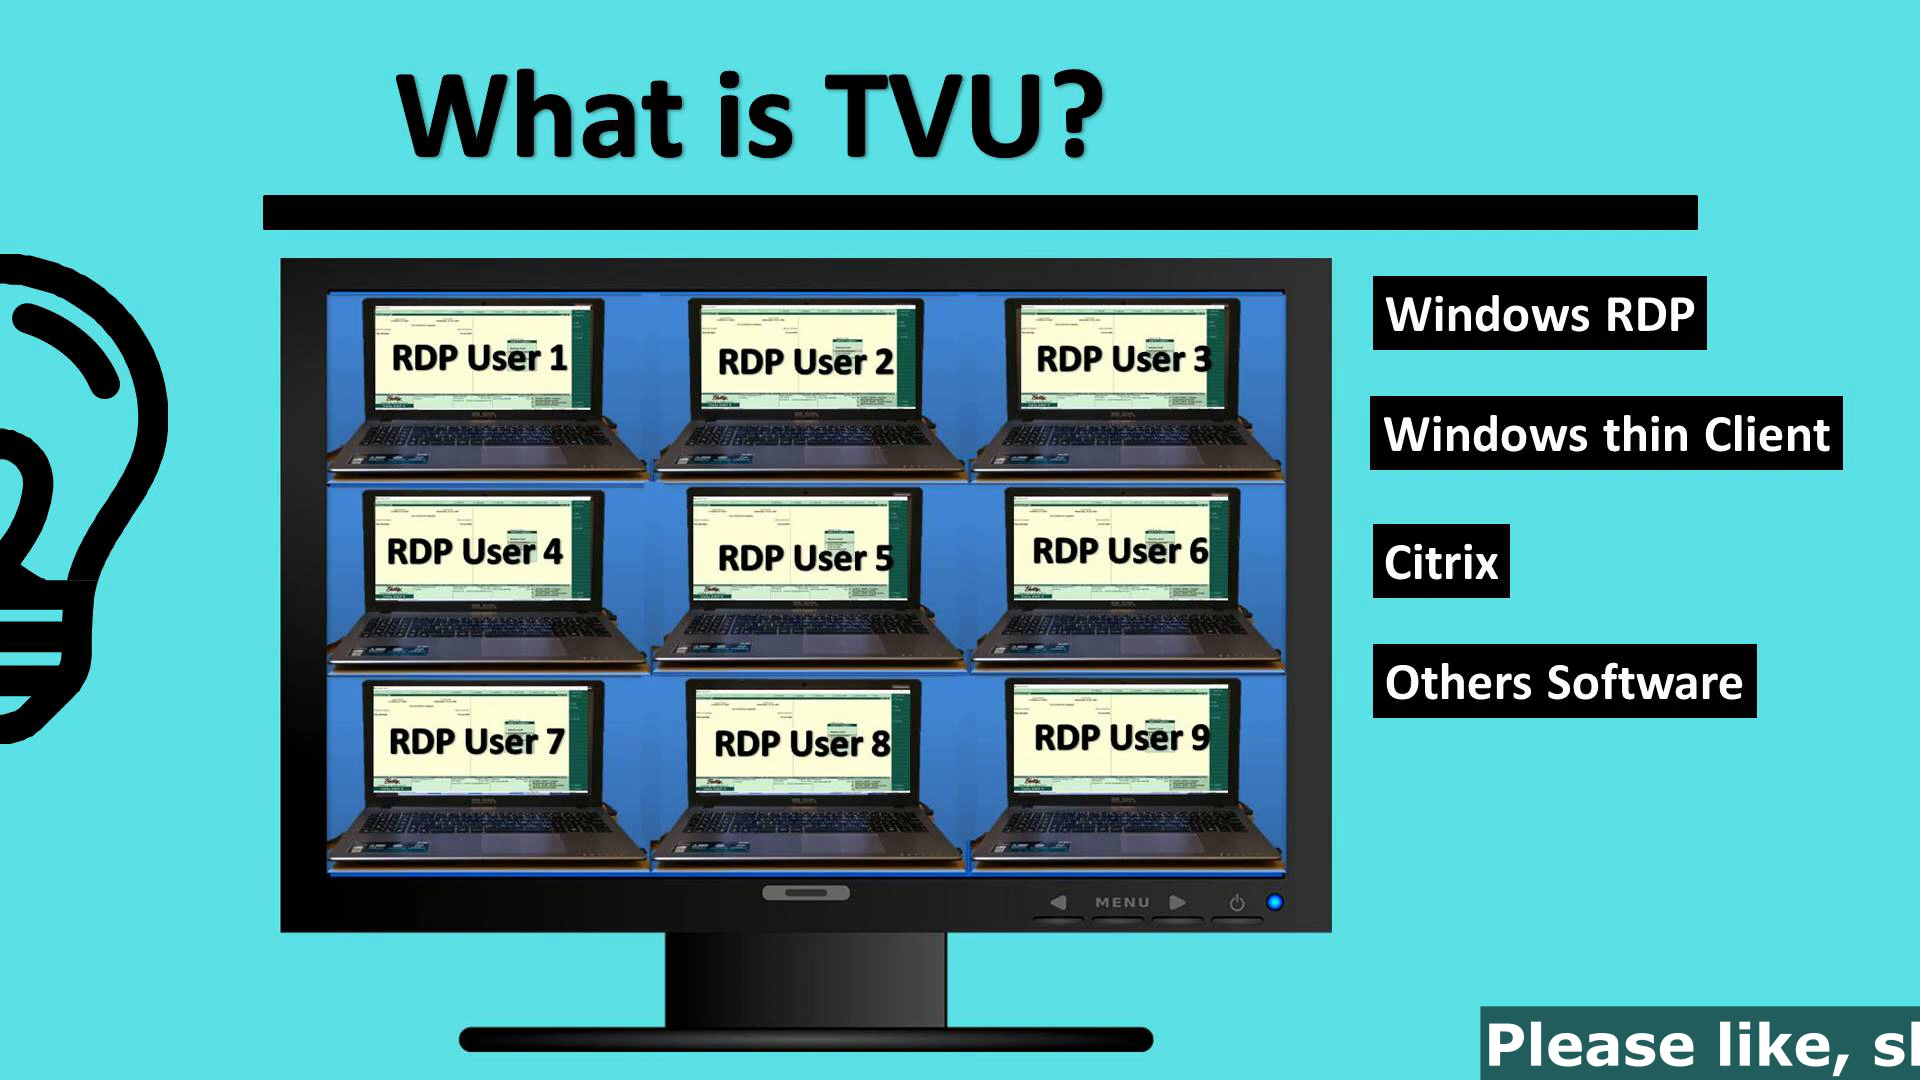 What is TVU?
RDP User 1
RDP User 2
RDP User 3
RDP User 4
RDP User 5
RDP User 6
RDP User 7
RDP User 8
RDP User 9
MENU
Windows RDP
Windows thin Client
Citrix
Others Software
Please like,